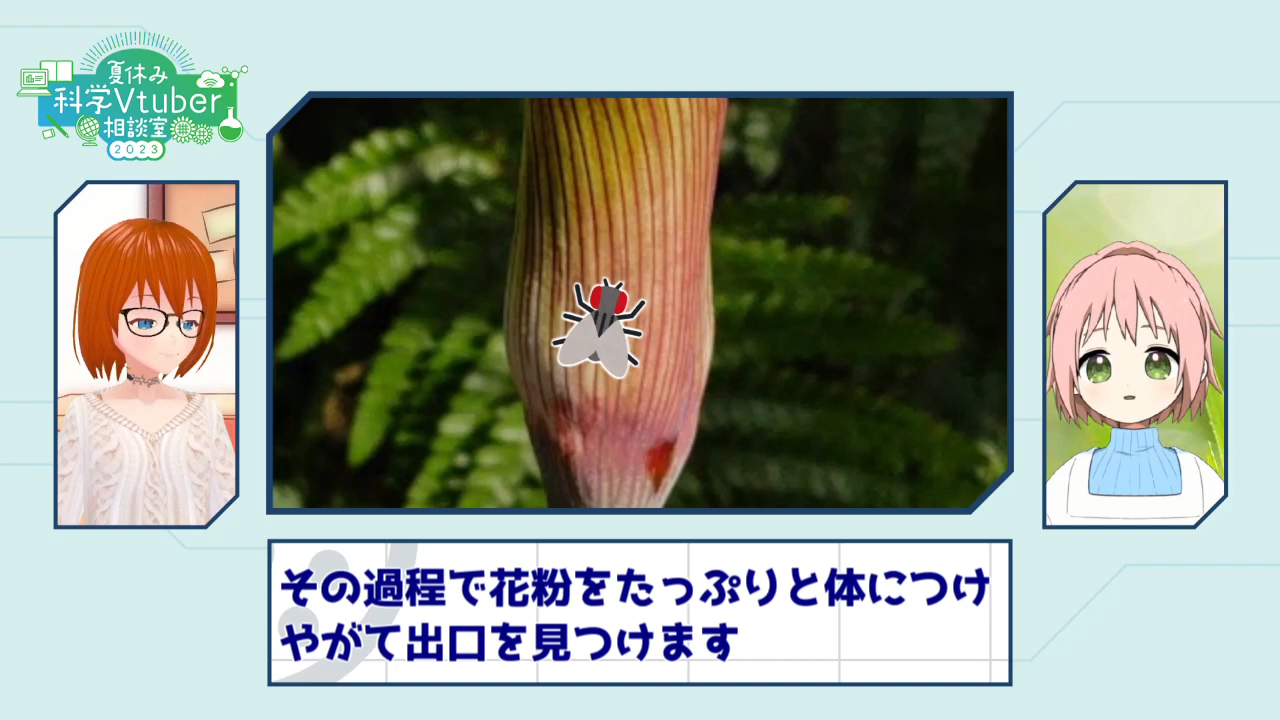 夏休み
科学Vtuber
相談室
2023
その過程で花粉をたっぷりと体につけ
やがて出口を見つけます